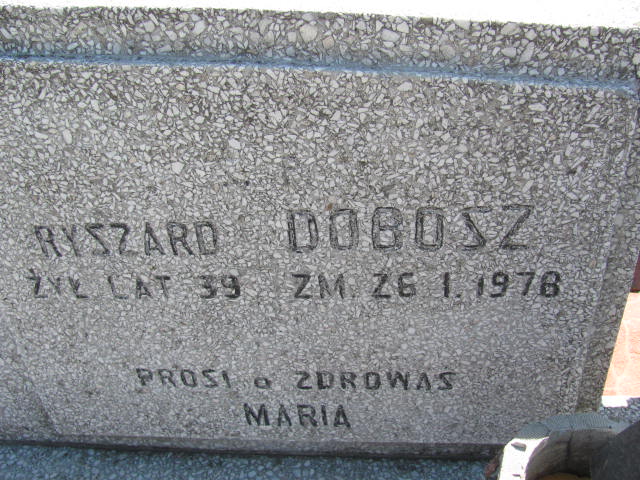 RYSZARD DOBOSZ
ŻYŁ LAT 39 ZM. 26 I. 1978
PROSI o ZDROWAŚ
MARIA